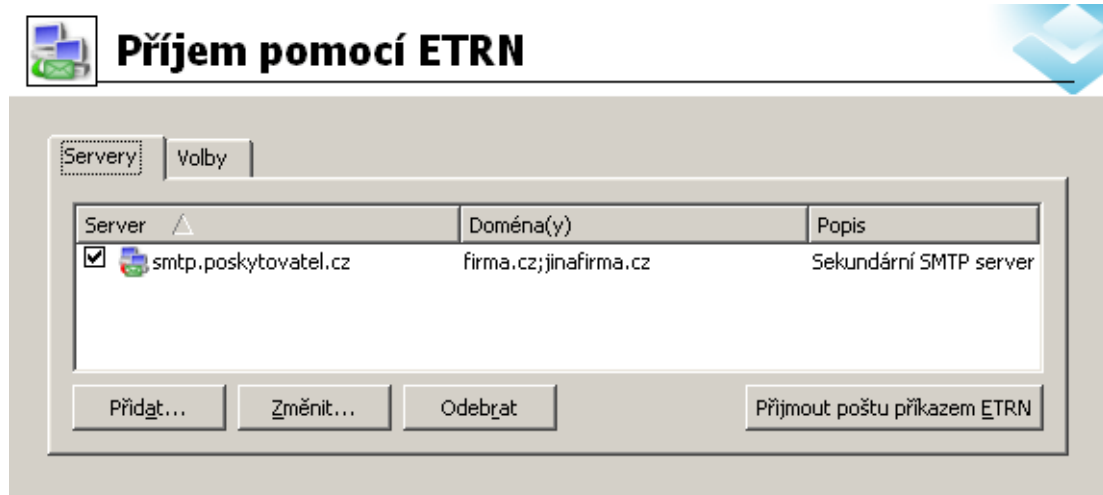 Příjem pomocí ETRN
Servery Volby
Server Doména(y) Popis
smtp.poskytovatel.cz firma.cz;jinafirma.cz Sekundární SMTP server
Přidat... Změnit... Odebrat Přijmout poštu příkazem ETRN